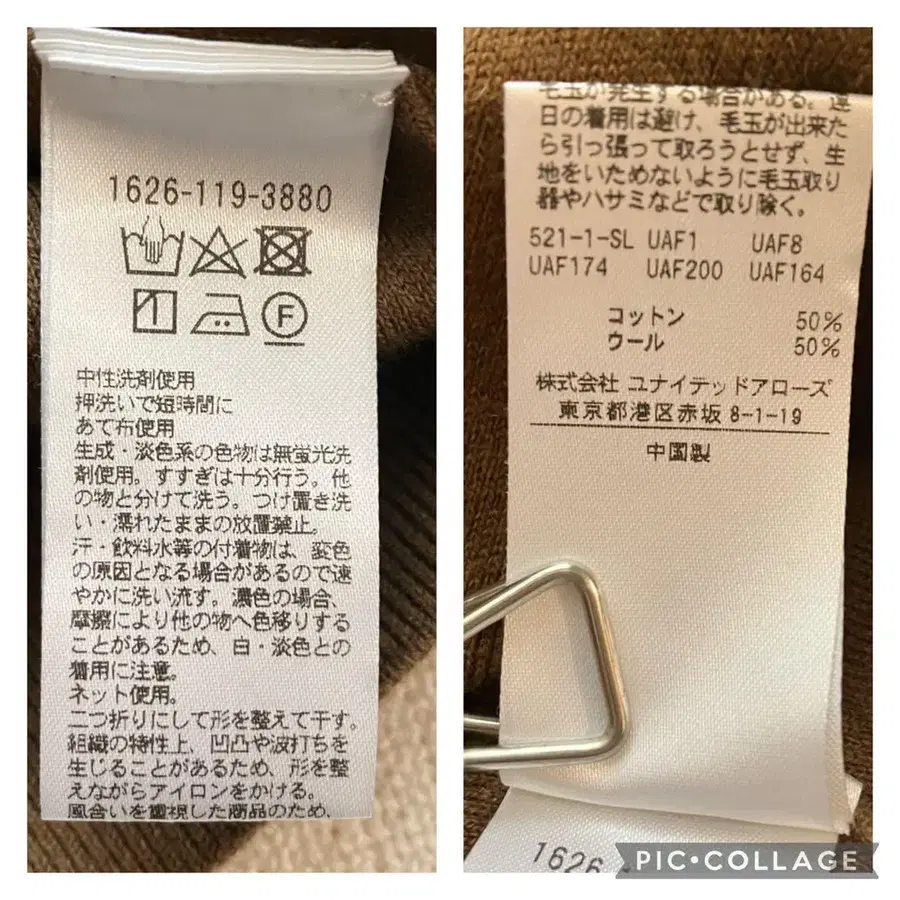 1626-119-3880
F
中性洗剤使用
押洗いで短時間に
あて布使用
生成・淡色系の色物は無蛍光洗
剤使用。すすぎは十分行う。他
の物と分けて洗う。つけ置き洗
い・濡れたままの放置禁止。
汗・飲料水等の付着物は、変色
の原因となる場合があるので速
やかに洗い流す。濃色の場合、
摩擦により他の物へ色移りする
ことがあるため、白・淡色との
着用に注意。
ネット使用。
二つ折りにして形を整えて干す。
組織の特性上、凹凸や波打ちを
生じることがあるため、形を整
えながらアイロンをかける。
風合いを重視した商品のため、
毛玉が発生する場合がある。連
日の着用は避け、毛玉が出来た
ら引っ張って取ろうとせず、生
地をいためないように毛玉取り
器やハサミなどで取り除く。
521-1-SL UAF1 UAF8
UAF174 UAF200 UAF164
コットン 50%
ウール 50%
株式会社 ユナイテッドアローズ
東京都港区赤坂 8-1-19
中国製
1626
PIC•COLLAGE